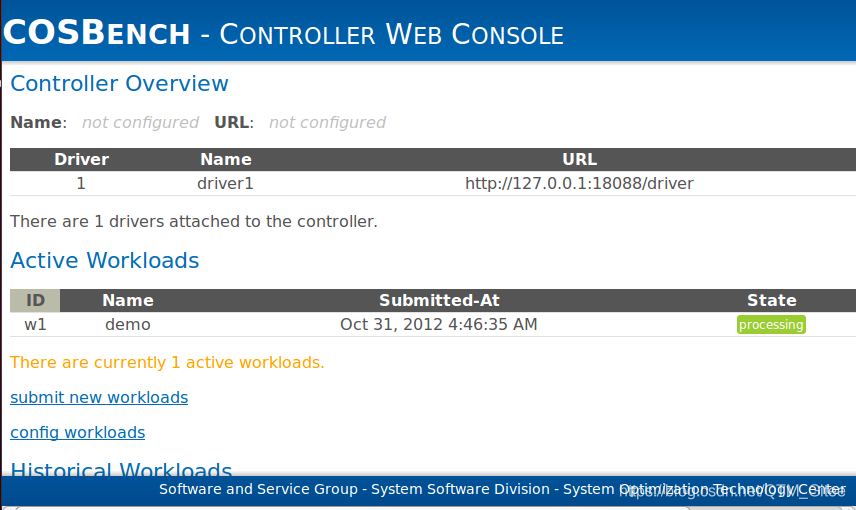 COSBENCH - CONTROLLER WEB CONSOLE
Controller Overview
Name: not configured URL: not configured
Driver Name URL
1 driver1 http://127.0.0.1:18088/driver
There are 1 drivers attached to the controller.
Active Workloads
ID Name Submitted-At State
w1 demo Oct 31, 2012 4:46:35 AM processing
There are currently 1 active workloads.
submit new workloads
config workloads
Historical Workloads
Software and Service Group - System Software Division - System Optimization Technology Center
https://blog.csdn.net/QTM_Gitee